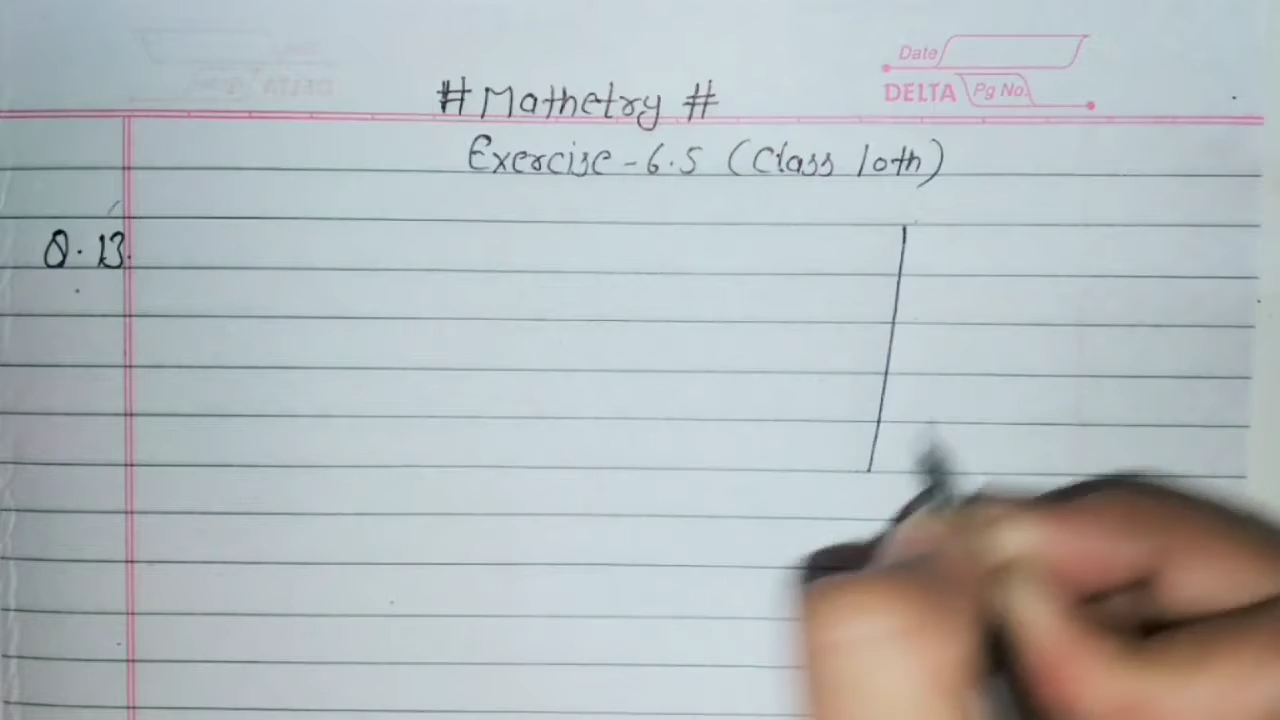 Date
DELTA Pg No.
# Mathetry #
Exercise - 6.5 (Class 10th)
Q. 13.